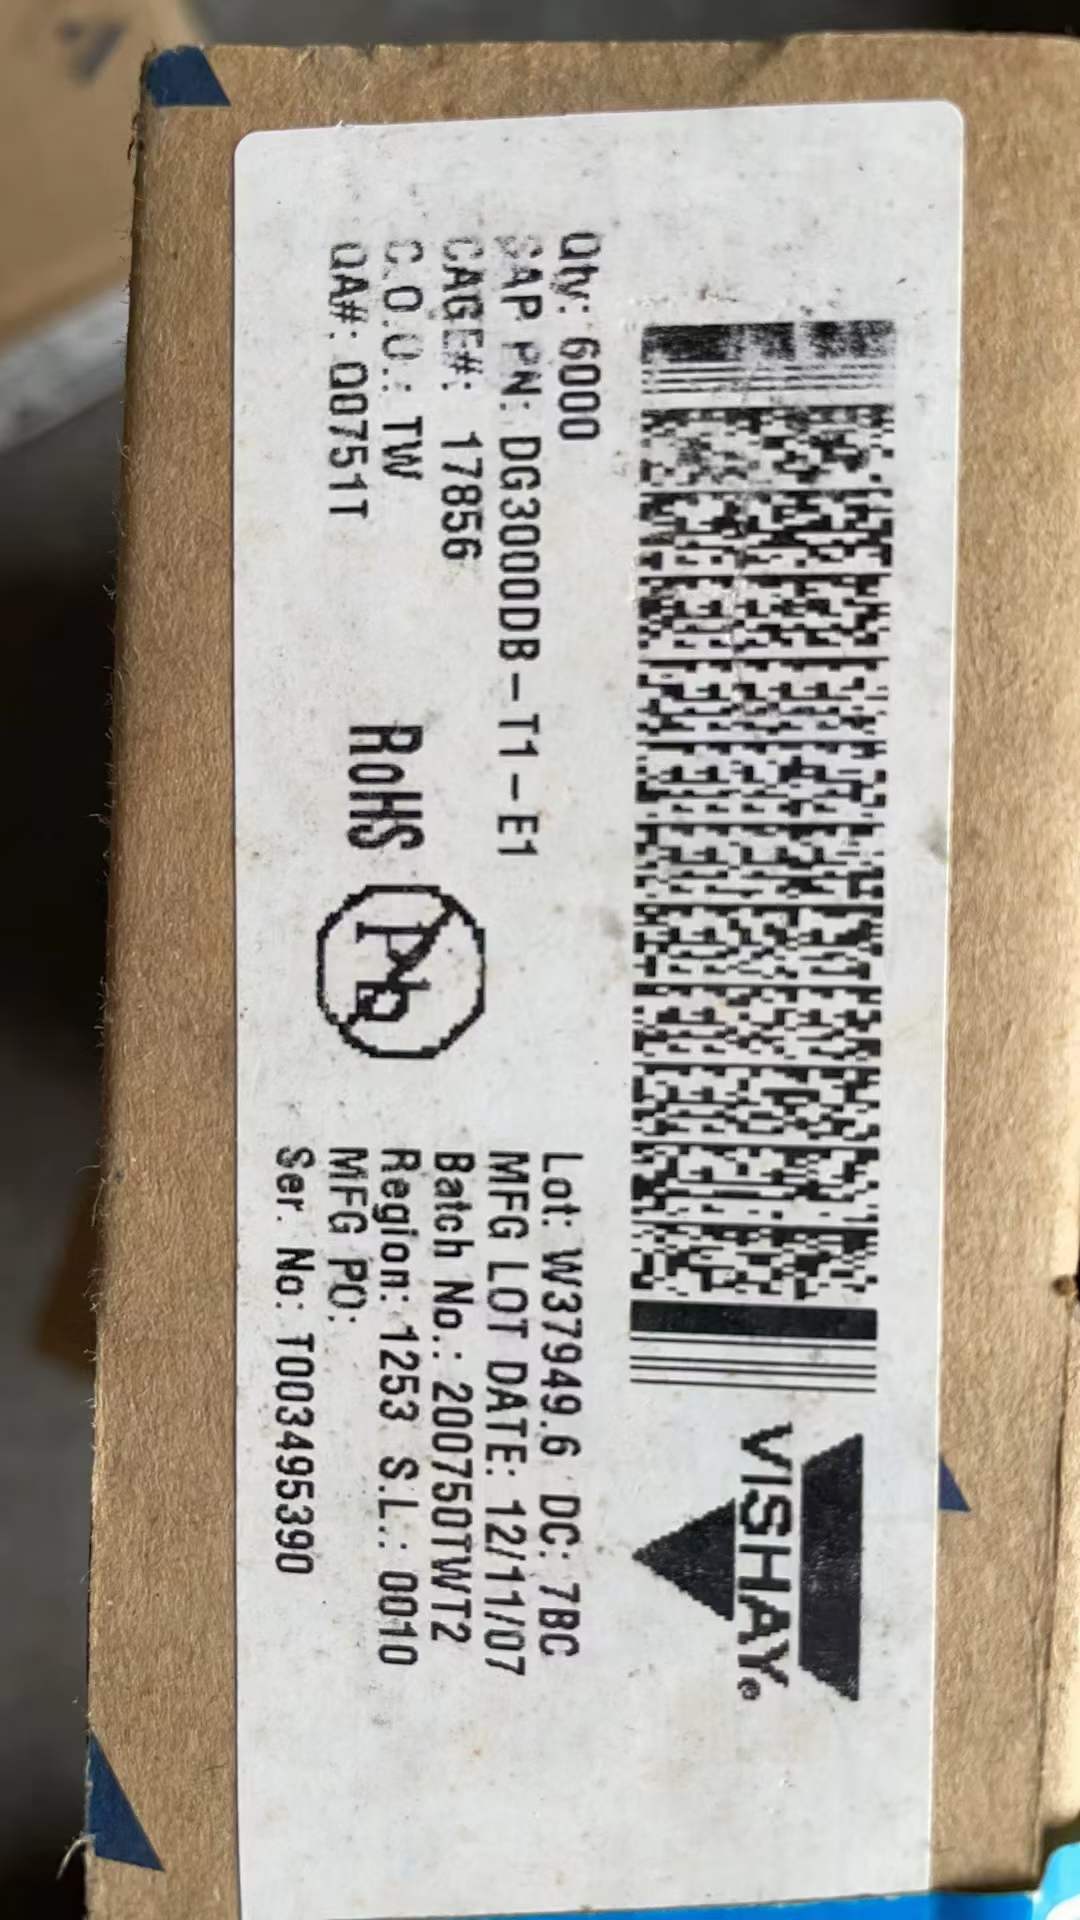 VISHAY®
Qty: 6000
SAP PN: DG3000DB-T1-E1
CAGE#: 17856
C.O.O.: TW
QA#: Q0751T
RoHS
Pb
Lot: W37949.6 DC: 7BC
MFG LOT DATE: 12/11/07
Batch No.: 200750TWT2
Region: 1253 S.L.: 0010
MFG PO:
Ser. No: T003495390